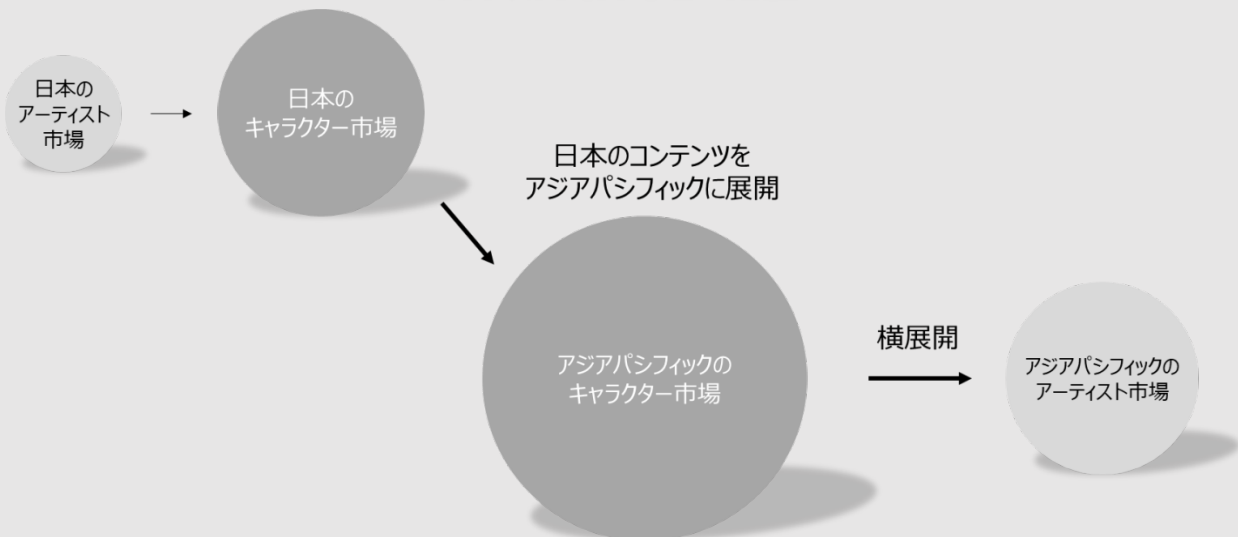 日本の
アーティスト
市場
日本の
キャラクター市場
日本のコンテンツを
アジアパシフィックに展開
アジアパシフィックの
キャラクター市場
横展開
アジアパシフィックの
アーティスト市場